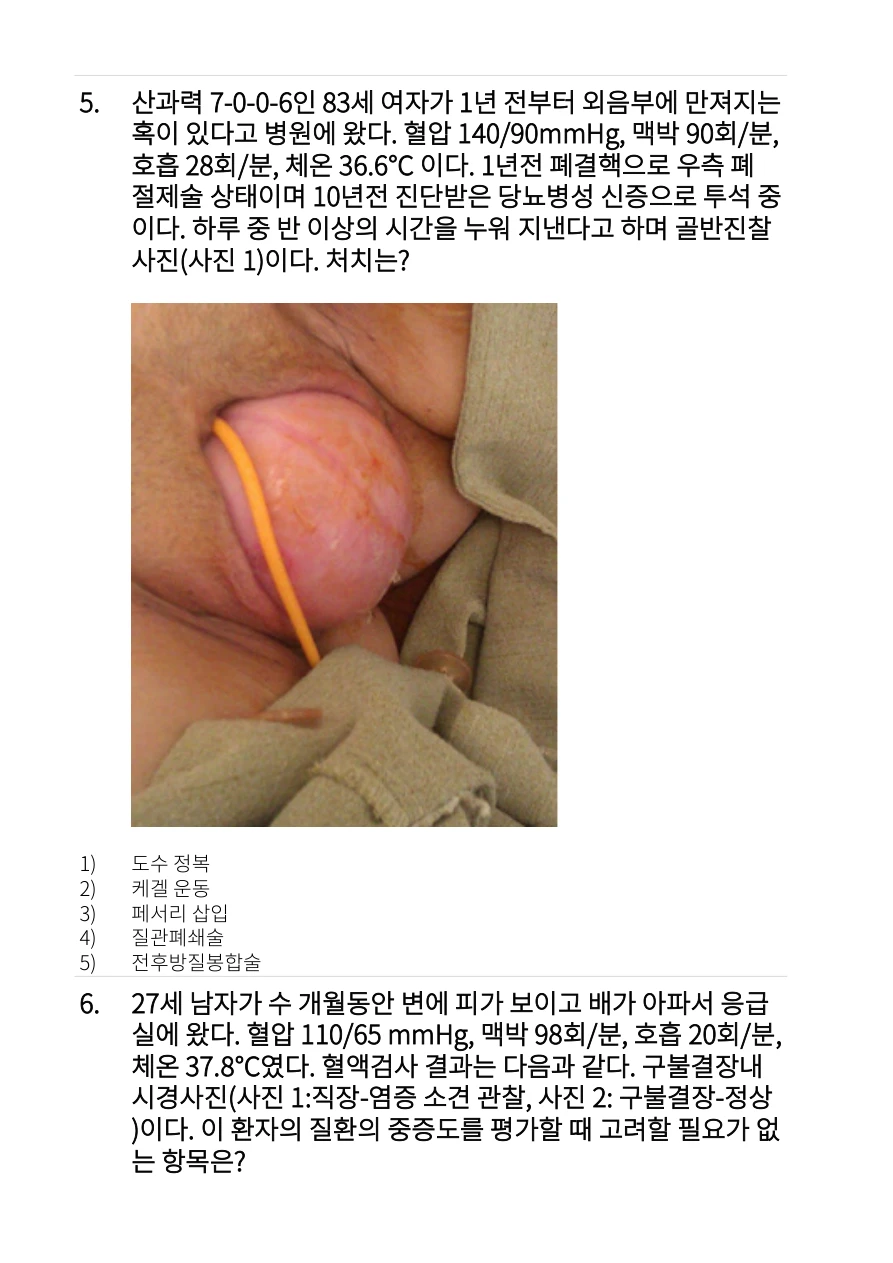 5. 산과력 7-0-0-6인 83세 여자가 1년 전부터 외음부에 만져지는
혹이 있다고 병원에 왔다. 혈압 140/90mmHg, 맥박 90회/분,
호흡 28회/분, 체온 36.6°C 이다. 1년전 폐결핵으로 우측 폐
절제술 상태이며 10년전 진단받은 당뇨병성 신증으로 투석 중
이다. 하루 중 반 이상의 시간을 누워 지낸다고 하며 골반진찰
사진(사진 1)이다. 처치는?
1) 도수 정복
2) 케겔 운동
3) 페서리 삽입
4) 질관폐쇄술
5) 전후방질봉합술
6. 27세 남자가 수 개월동안 변에 피가 보이고 배가 아파서 응급
실에 왔다. 혈압 110/65 mmHg, 맥박 98회/분, 호흡 20회/분,
체온 37.8°C였다. 혈액검사 결과는 다음과 같다. 구불결장내
시경사진(사진 1:직장-염증 소견 관찰, 사진 2: 구불결장-정상
)이다. 이 환자의 질환의 중증도를 평가할 때 고려할 필요가 없
는 항목은?